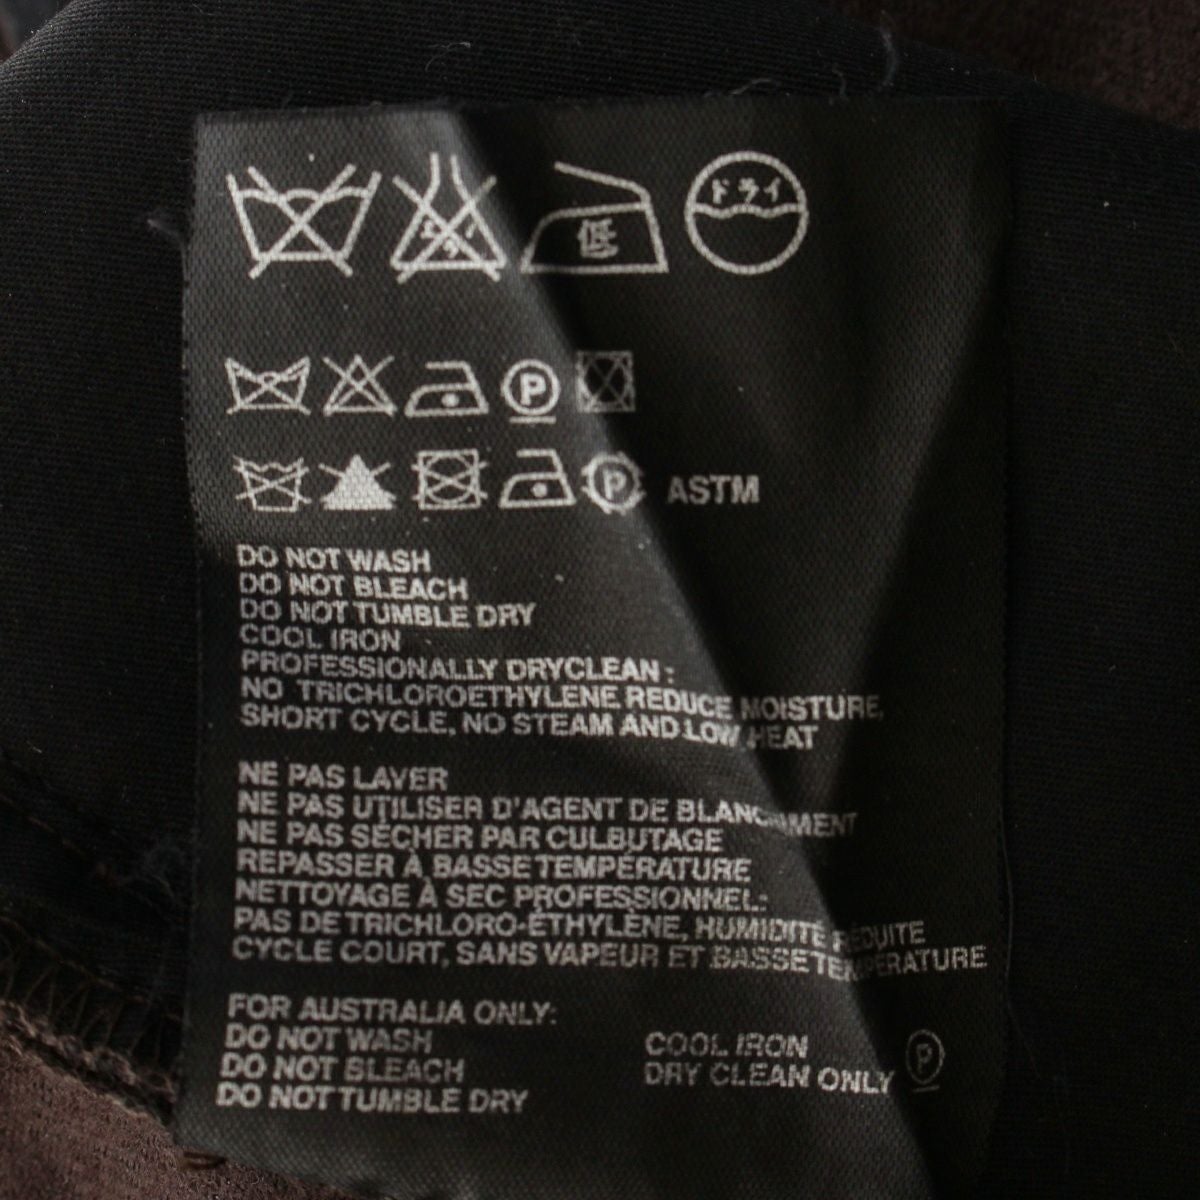 エンソ
低
ドライ
P
P ASTM
DO NOT WASH
DO NOT BLEACH
DO NOT TUMBLE DRY
COOL IRON
PROFESSIONALLY DRYCLEAN :
NO TRICHLOROETHYLENE REDUCE MOISTURE,
SHORT CYCLE, NO STEAM AND LOW HEAT
NE PAS LAVER
NE PAS UTILISER D'AGENT DE BLANCHIMENT
NE PAS SÉCHER PAR CULBUTAGE
REPASSER À BASSE TEMPÉRATURE
NETTOYAGE À SEC PROFESSIONNEL:
PAS DE TRICHLORO-ÉTHYLÈNE, HUMIDITÉ RÉDUITE
CYCLE COURT, SANS VAPEUR ET BASSE TEMPÉRATURE
FOR AUSTRALIA ONLY:
DO NOT WASH
DO NOT BLEACH
DO NOT TUMBLE DRY
COOL IRON
DRY CLEAN ONLY P